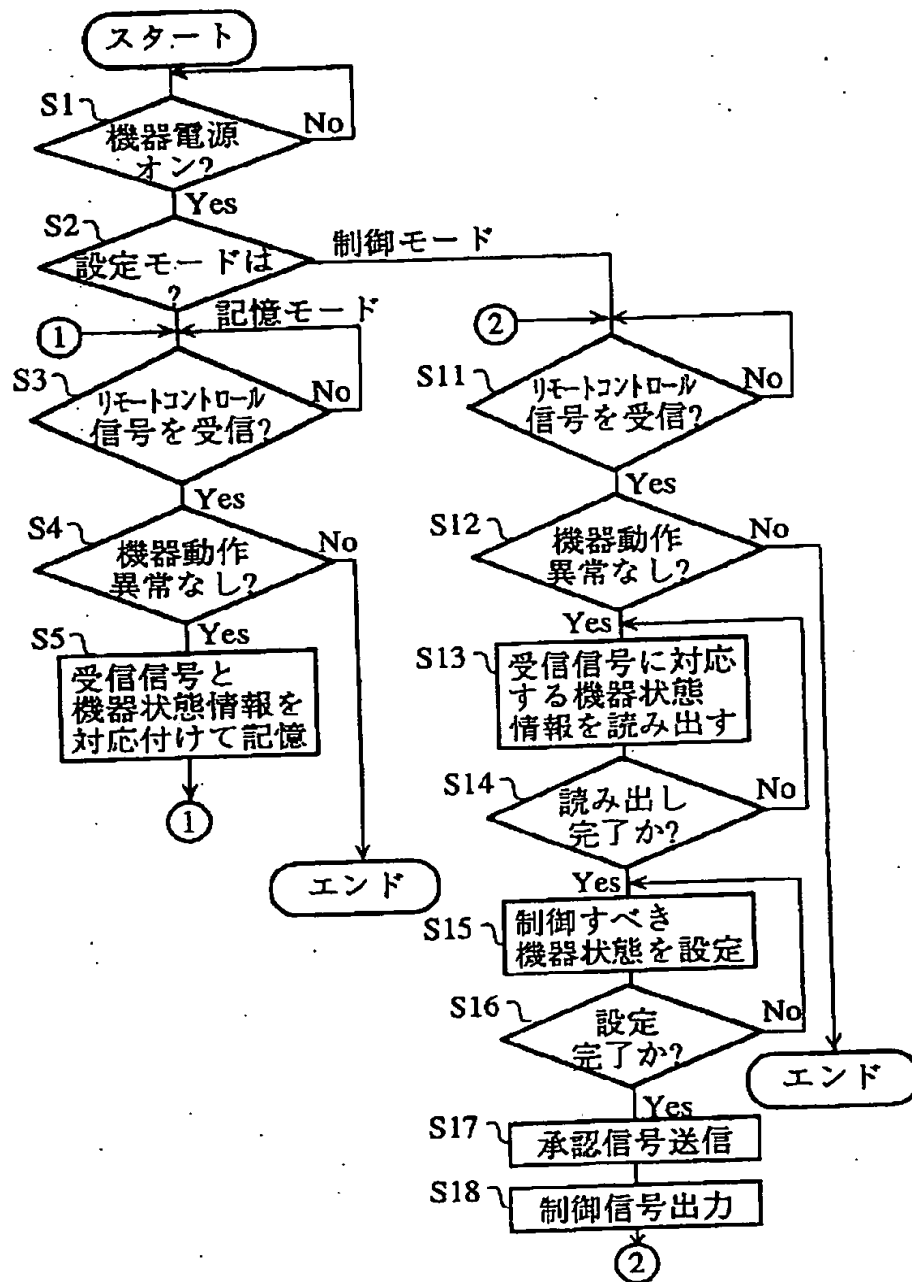 スタート
S1
機器電源
オン?
No
Yes
S2
設定モードは
?
制御モード
記憶モード
1
S3
リモートコントロール
信号を受信?
No
Yes
S4
機器動作
異常なし?
No
Yes
S5
受信信号と
機器状態情報を
対応付けて記憶
1
エンド
2
S11
リモートコントロール
信号を受信?
No
Yes
S12
機器動作
異常なし?
No
Yes
S13
受信信号に対応
する機器状態
情報を読み出す
S14
読み出し
完了か?
No
Yes
S15
制御すべき
機器状態を設定
S16
設定
完了か?
No
Yes
エンド
S17
承認信号送信
S18
制御信号出力
2